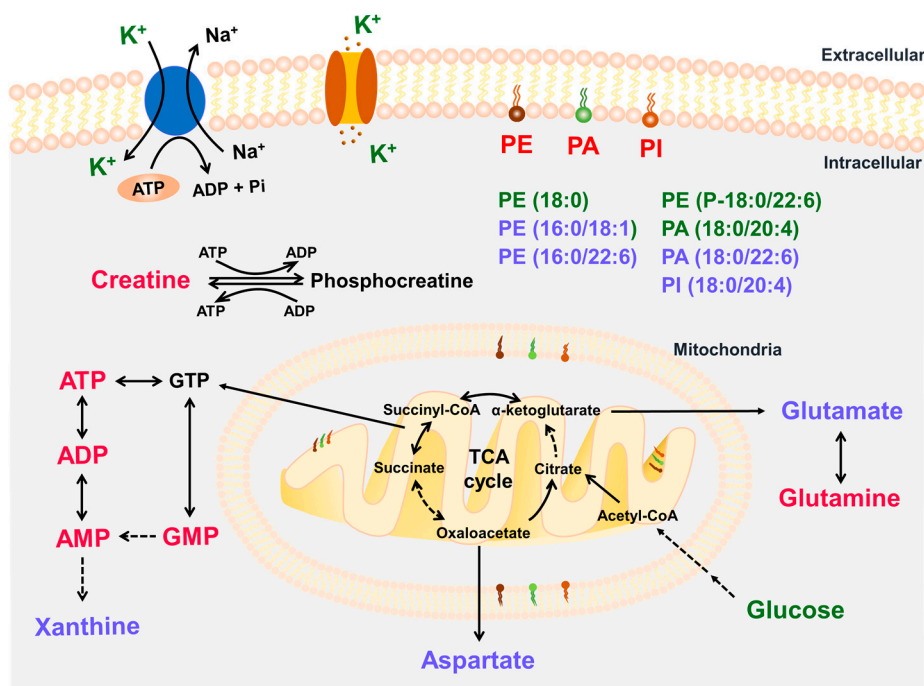 K⁺
Na⁺
K⁺
Extracellular
K⁺
Na⁺
K⁺
ATP
ADP + Pi
PE
PA
PI
Intracellular
PE (18:0)
PE (P-18:0/22:6)
PE (16:0/18:1)
PA (18:0/20:4)
PE (16:0/22:6)
PA (18:0/22:6)
PI (18:0/20:4)
ATP
ADP
Creatine
Phosphocreatine
ATP
ADP
Mitochondria
ATP
GTP
Succinyl-CoA
α-ketoglutarate
Glutamate
ADP
Succinate
TCA
cycle
Citrate
Glutamine
AMP
GMP
Oxaloacetate
Acetyl-CoA
Glucose
Xanthine
Aspartate